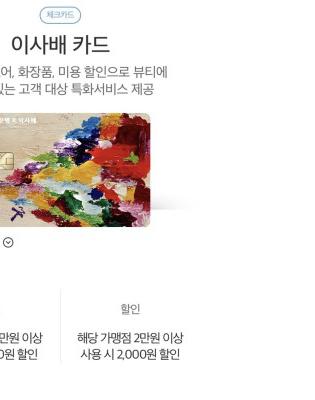 체크카드
이사배 카드
어, 화장품, 미용 할인으로 뷰티에
있는 고객 대상 특화서비스 제공
이사배
할인
만원 이상
0원 할인
해당 가맹점 2만원 이상
사용 시 2,000원 할인